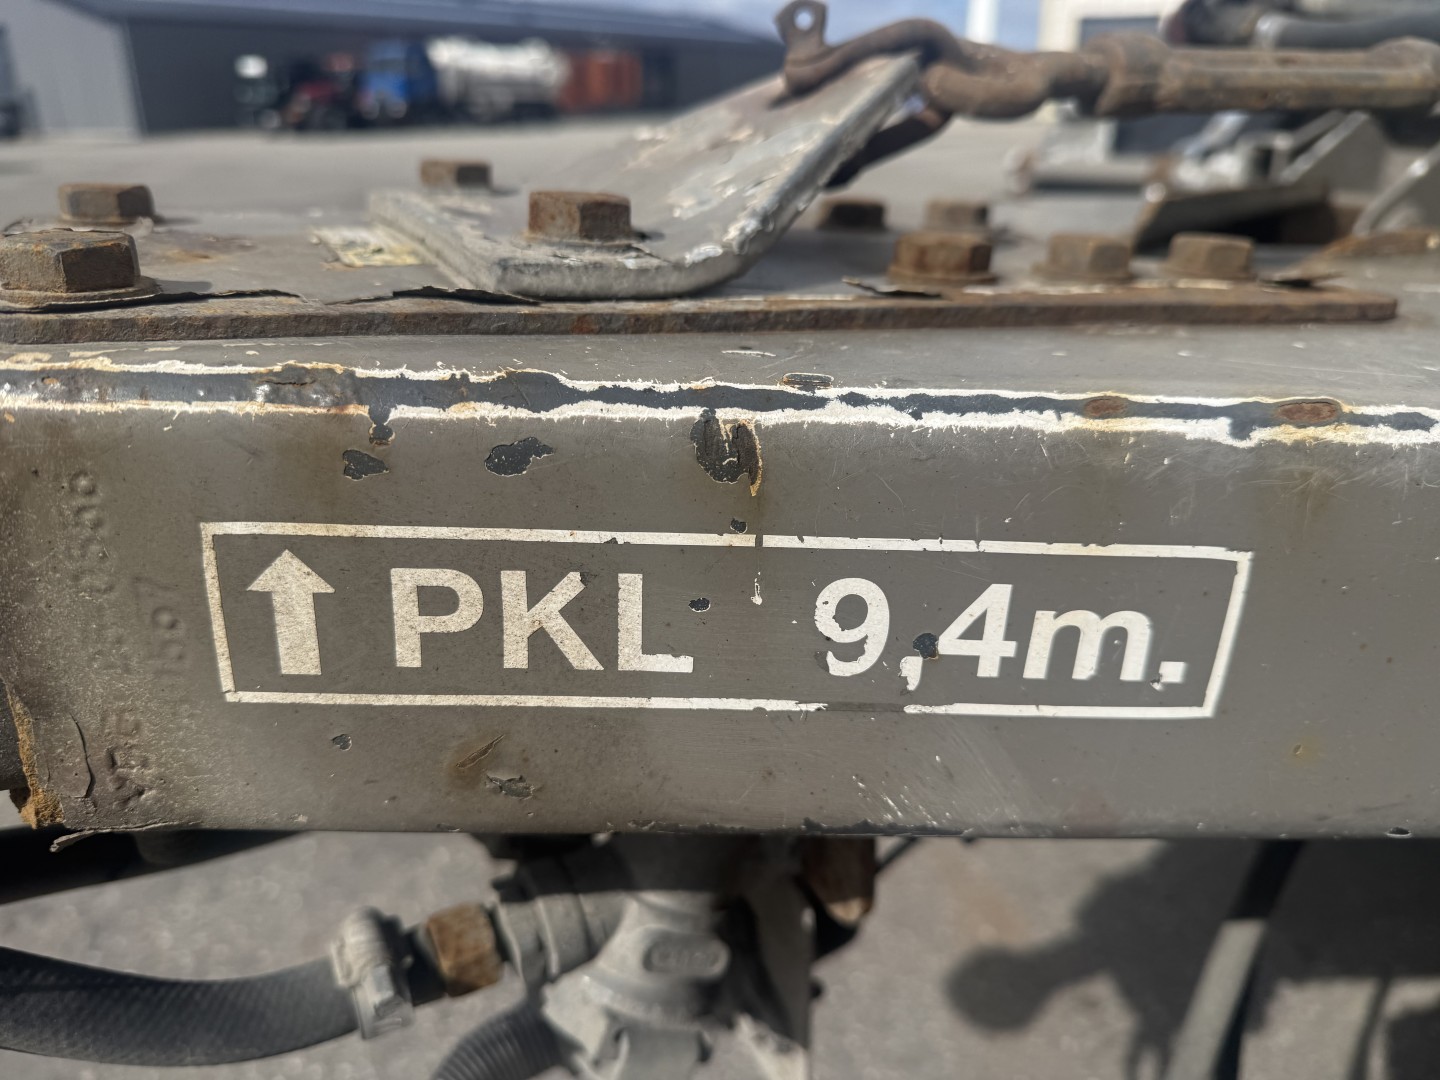 ↑ PKL 9,4m.